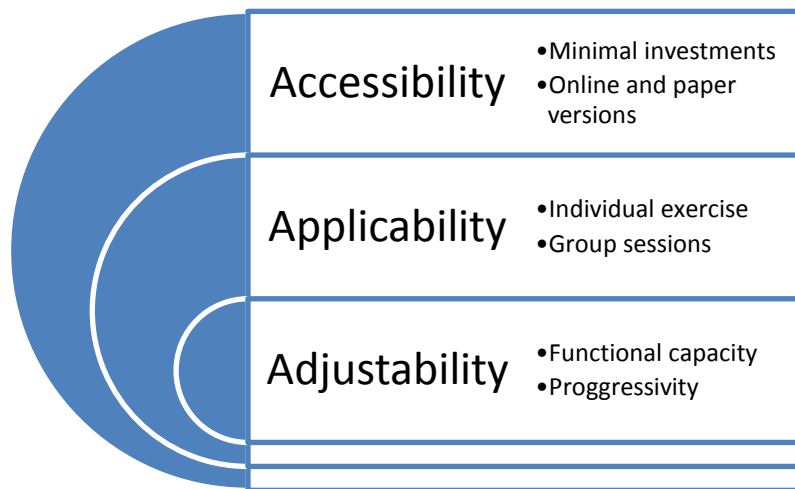 Accessibility
•Minimal investments
•Online and paper
versions
Applicability
•Individual exercise
•Group sessions
Adjustability
•Functional capacity
•Proggressivity